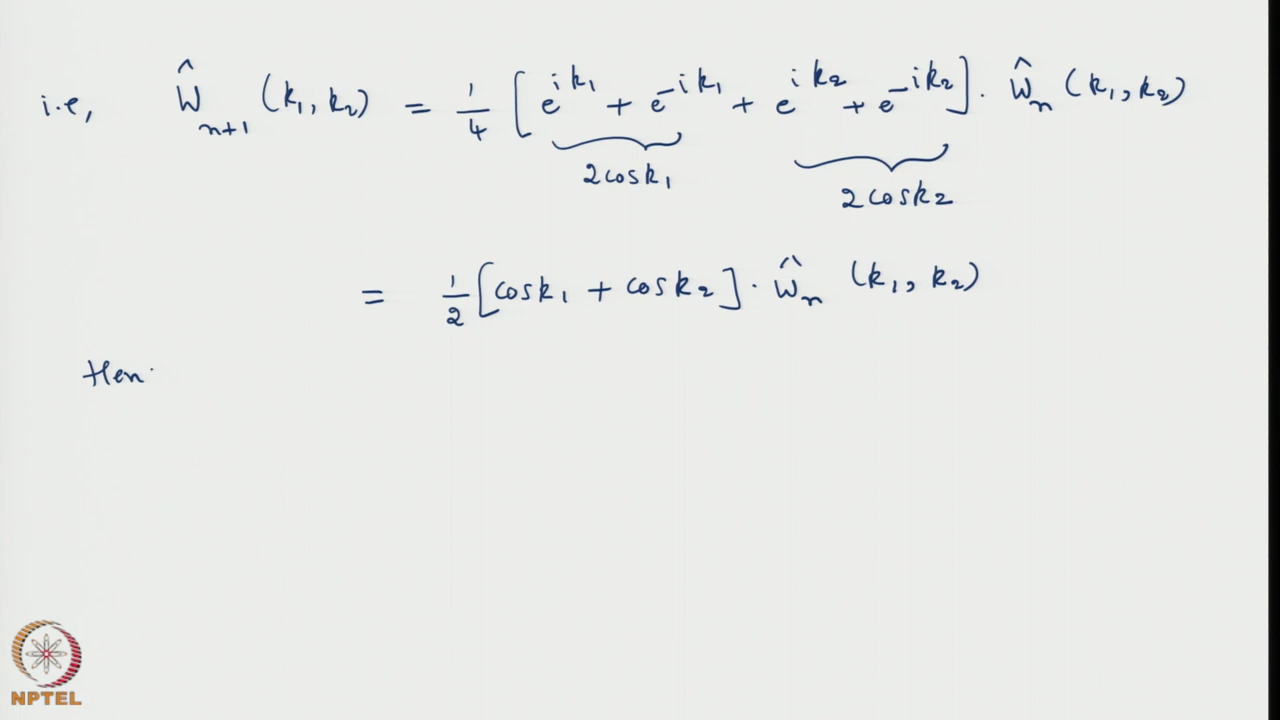 i.e, Ŵ_{n+1} (k₁, k₂) = 1/4 [e^{ik₁} + e^{-ik₁} + e^{ik₂} + e^{-ik₂}] . Ŵ_n (k₁, k₂)
2cosk₁ 2cosk₂
= 1/2 [cosk₁ + cosk₂] . Ŵ_n (k₁, k₂)
Hen
NPTEL